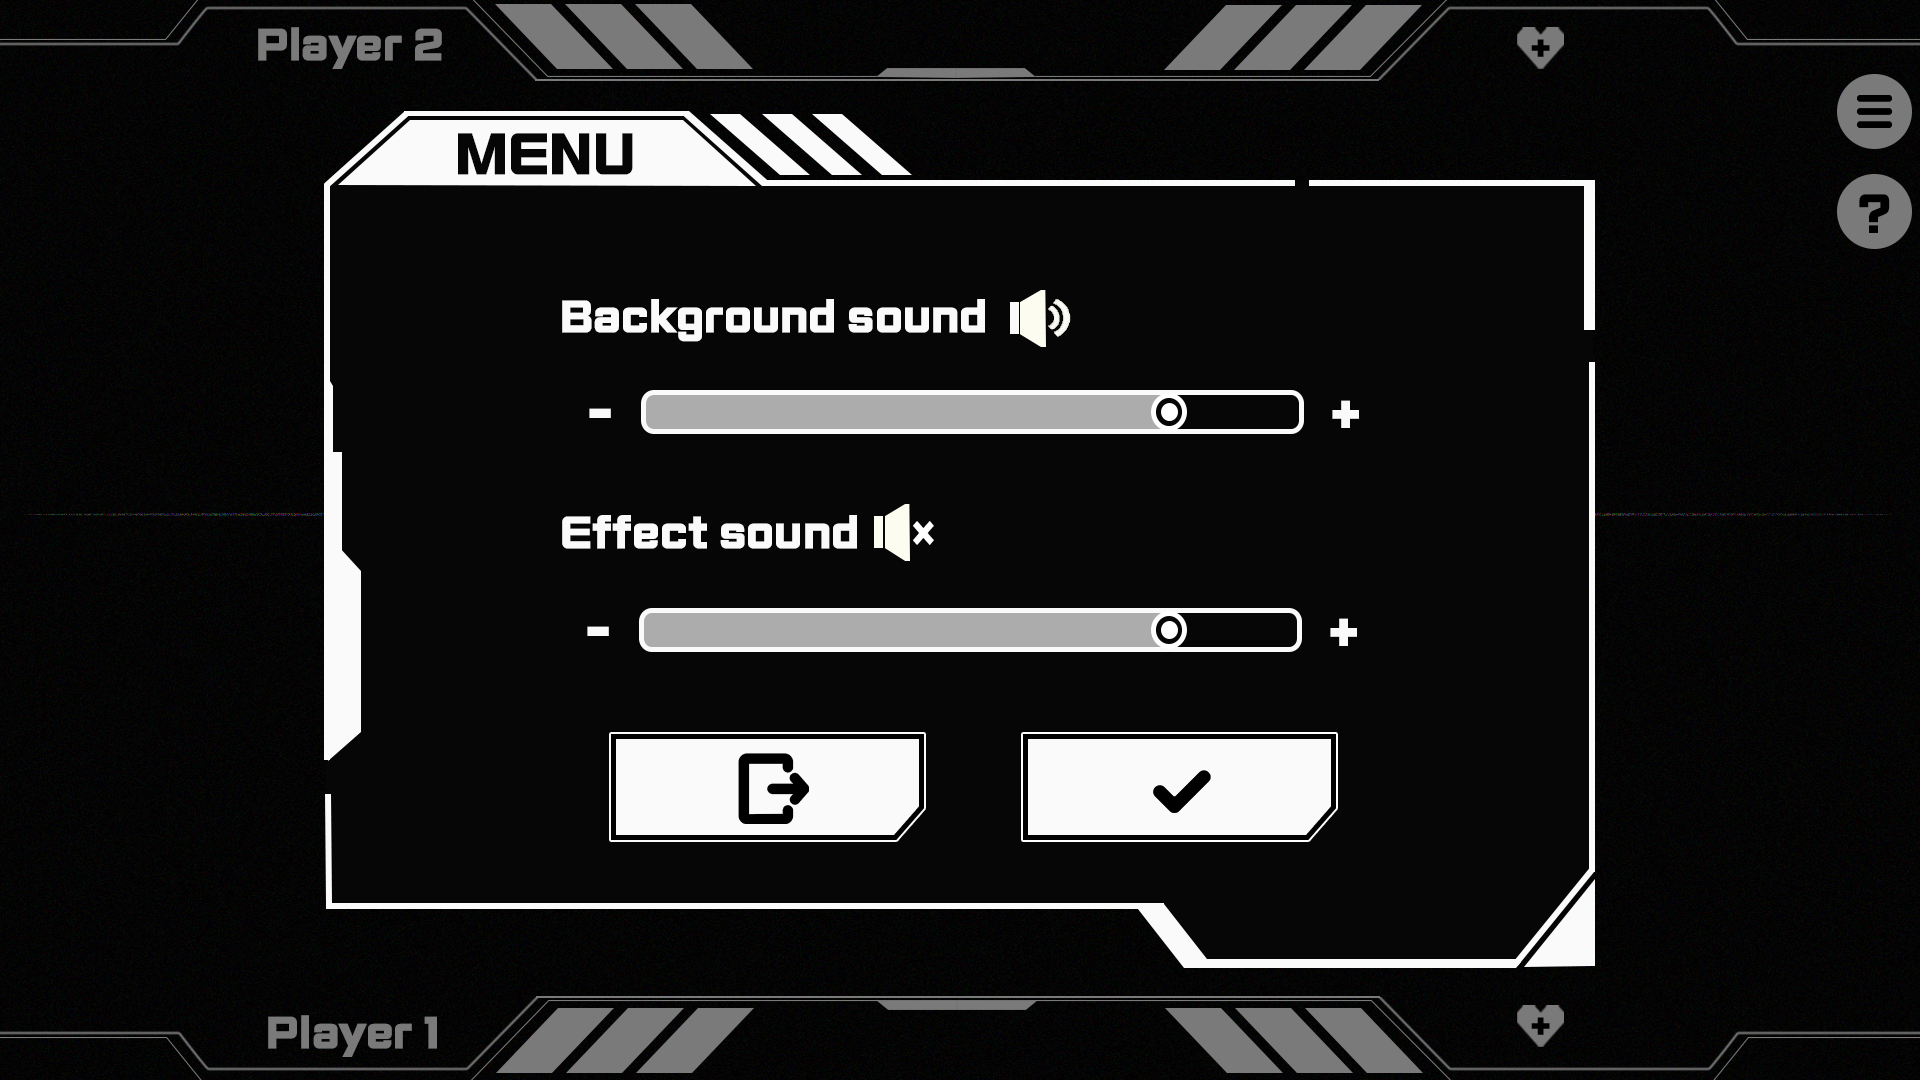 Player 2
MENU
?
Background sound
- +
Effect sound
- +
Player 1